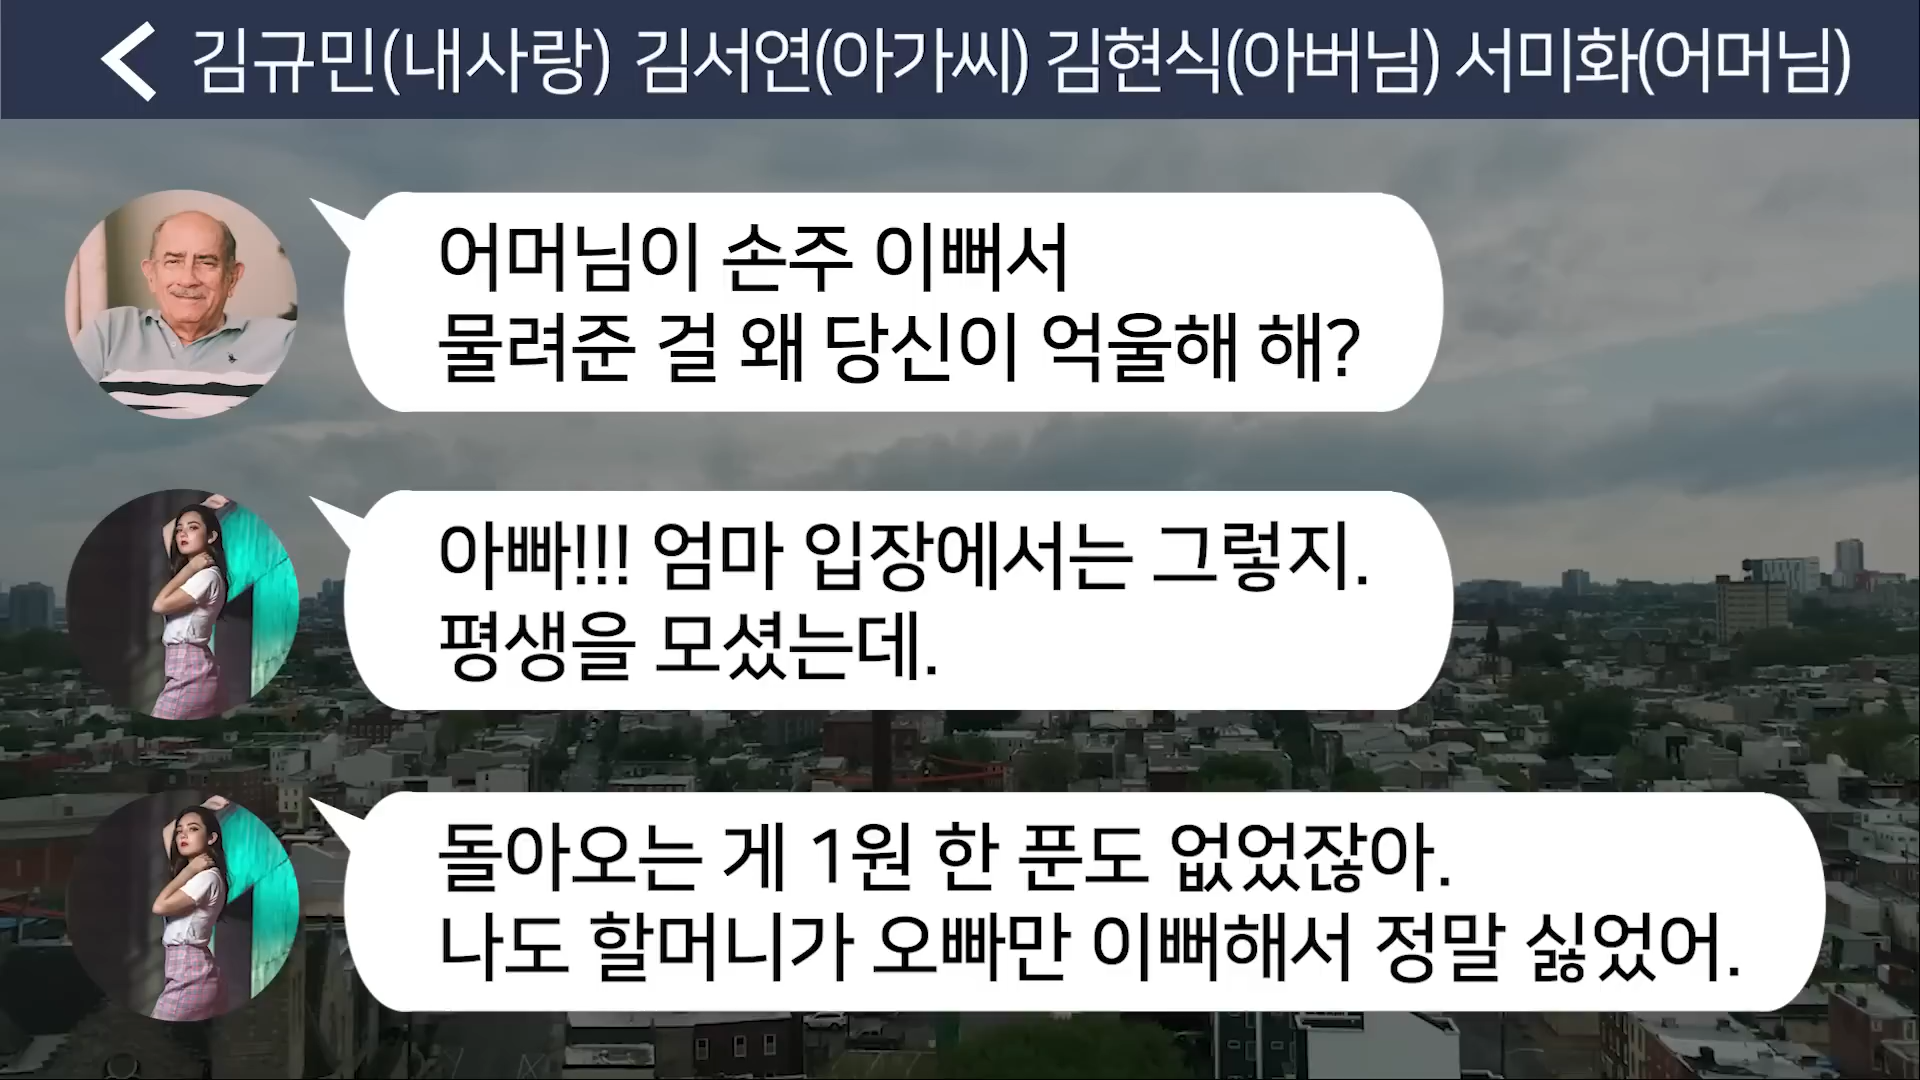 김규민(내사랑) 김서연(아가씨) 김현식(아버님) 서미화(어머님)
어머님이 손주 이뻐서
물려준 걸 왜 당신이 억울해 해?
아빠!!! 엄마 입장에서는 그렇지.
평생을 모셨는데.
돌아오는 게 1원 한 푼도 없었잖아.
나도 할머니가 오빠만 이뻐해서 정말 싫었어.